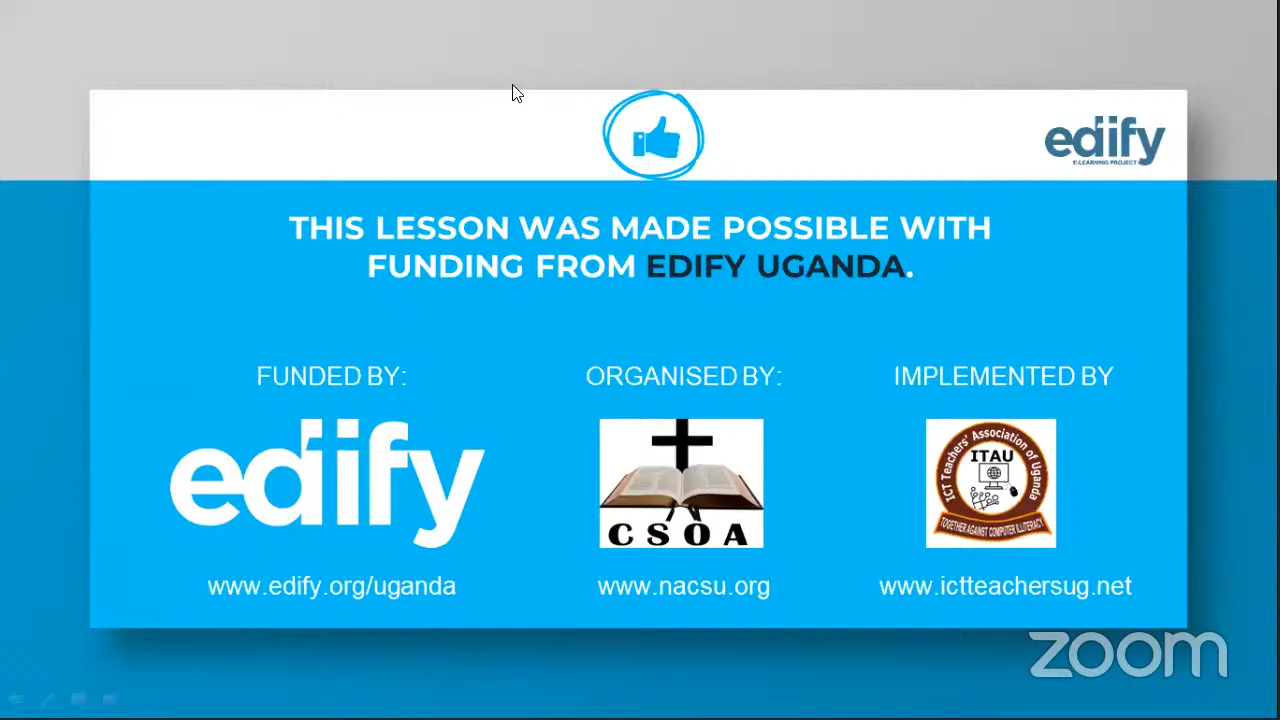 edify
E-LEARNING PROJECT
THIS LESSON WAS MADE POSSIBLE WITH
FUNDING FROM EDIFY UGANDA.
FUNDED BY:
ORGANISED BY:
IMPLEMENTED BY
edify
CSOA
ICT Teachers' Association of Uganda
ITAU
TOGETHER AGAINST COMPUTER ILLITERACY
www.edify.org/uganda
www.nacsu.org
www.ictteachersug.net
zoom